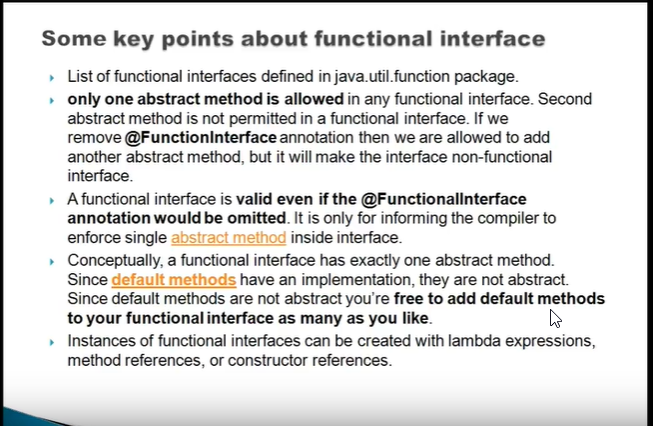 Some key points about functional interface
List of functional interfaces defined in java.util.function package.
only one abstract method is allowed in any functional interface. Second
abstract method is not permitted in a functional interface. If we
remove @FunctionInterface annotation then we are allowed to add
another abstract method, but it will make the interface non-functional
interface.
A functional interface is valid even if the @FunctionalInterface
annotation would be omitted. It is only for informing the compiler to
enforce single abstract method inside interface.
Conceptually, a functional interface has exactly one abstract method.
Since default methods have an implementation, they are not abstract.
Since default methods are not abstract you're free to add default methods
to your functional interface as many as you like.
Instances of functional interfaces can be created with lambda expressions,
method references, or constructor references.